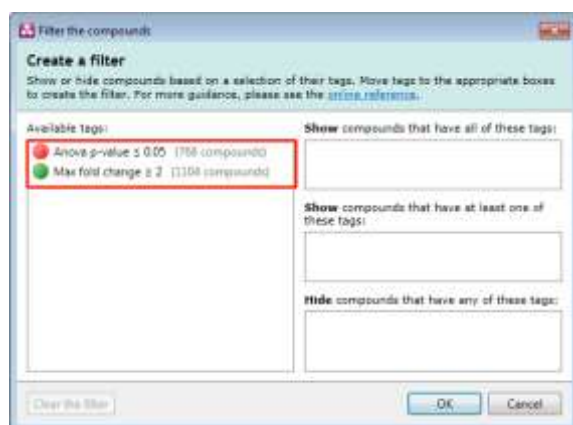 Filter the compounds
Create a filter
Show or hide compounds based on a selection of their tags. Move tags to the appropriate boxes
to create the filter. For more guidance, please see the online reference.
Available tags:
Anova p-value ≤ 0.05 (768 compounds)
Max fold change ≥ 2 (1104 compounds)
Show compounds that have all of these tags:
Show compounds that have at least one of
these tags:
Hide compounds that have any of these tags:
Clear the filter
OK
Cancel